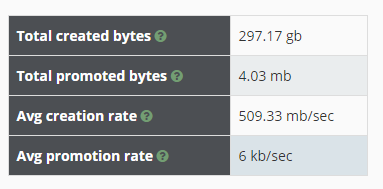 Total created bytes 297.17 gb
Total promoted bytes 4.03 mb
Avg creation rate 509.33 mb/sec
Avg promotion rate 6 kb/sec